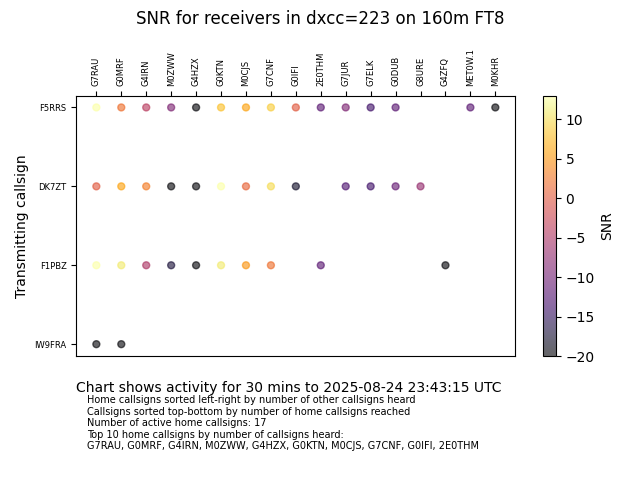 SNR for receivers in dxcc=223 on 160m FT8
G7RAU G0MRF G4IRN M0ZWW G4HZX G0KTN M0CJS G7CNF G0IFI 2E0THM G7JUR G7ELK G0DUB G8URE G4ZFQ MET0W.1 M0KHR
F5RRS
DK7ZT
F1PBZ
IW9FRA
Transmitting callsign
10
5
0
−5
−10
−15
−20
SNR
Chart shows activity for 30 mins to 2025-08-24 23:43:15 UTC
Home callsigns sorted left-right by number of other callsigns heard
Callsigns sorted top-bottom by number of home callsigns reached
Number of active home callsigns: 17
Top 10 home callsigns by number of callsigns heard:
G7RAU, G0MRF, G4IRN, M0ZWW, G4HZX, G0KTN, M0CJS, G7CNF, G0IFI, 2E0THM